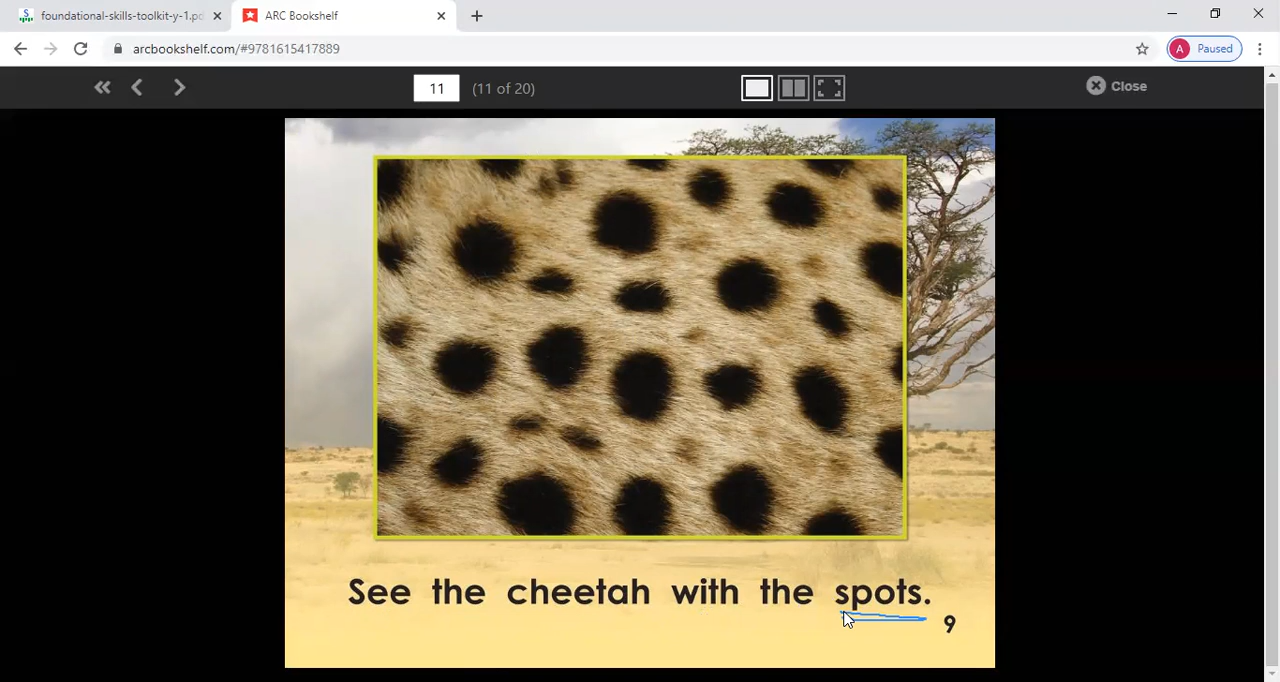 foundational-skills-toolkit-y-1.pd
ARC Bookshelf
arcbookshelf.com/#9781615417889
A
Paused
11
(11 of 20)
Close
See the cheetah with the spots.
9